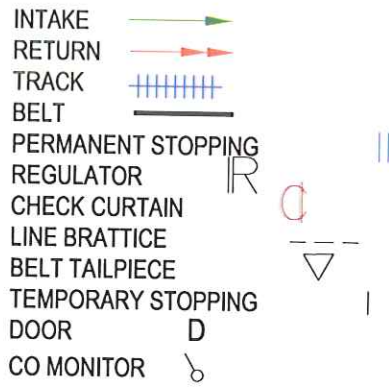 INTAKE
RETURN
TRACK
BELT
PERMANENT STOPPING
REGULATOR R
CHECK CURTAIN C
LINE BRATTICE
BELT TAILPIECE
TEMPORARY STOPPING
DOOR D
CO MONITOR